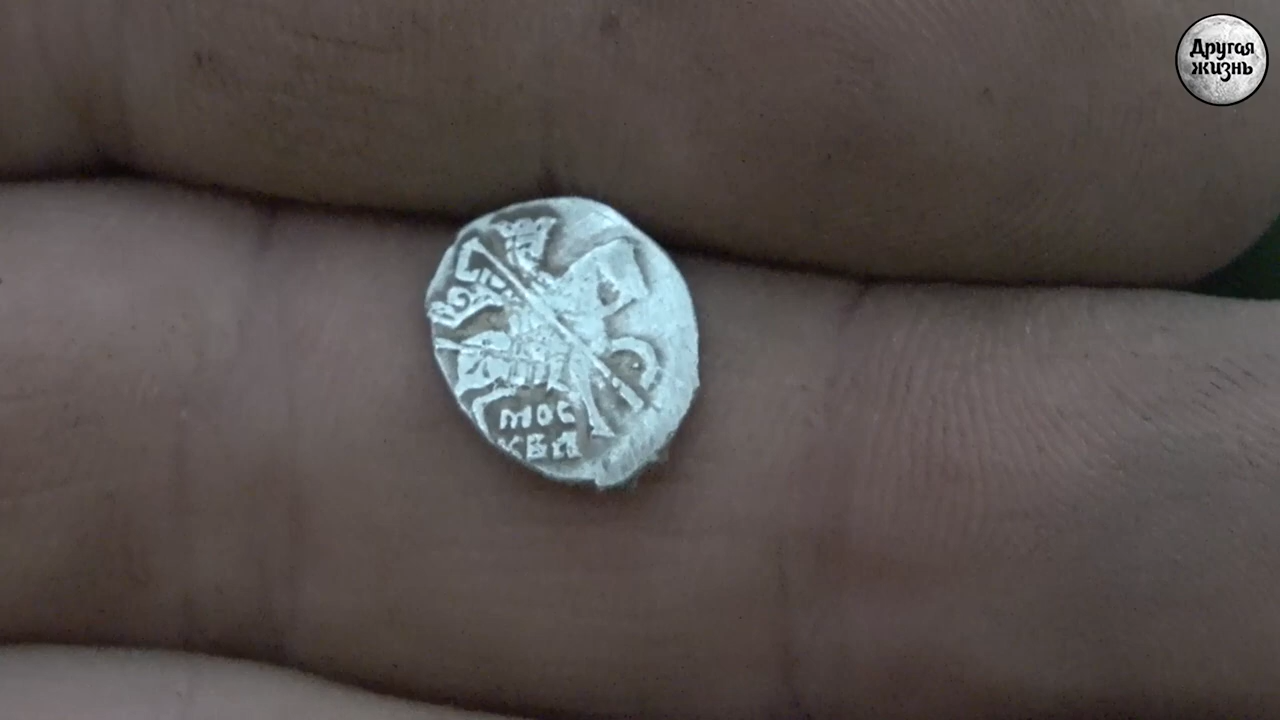 Другая
жизнь
мос
ква